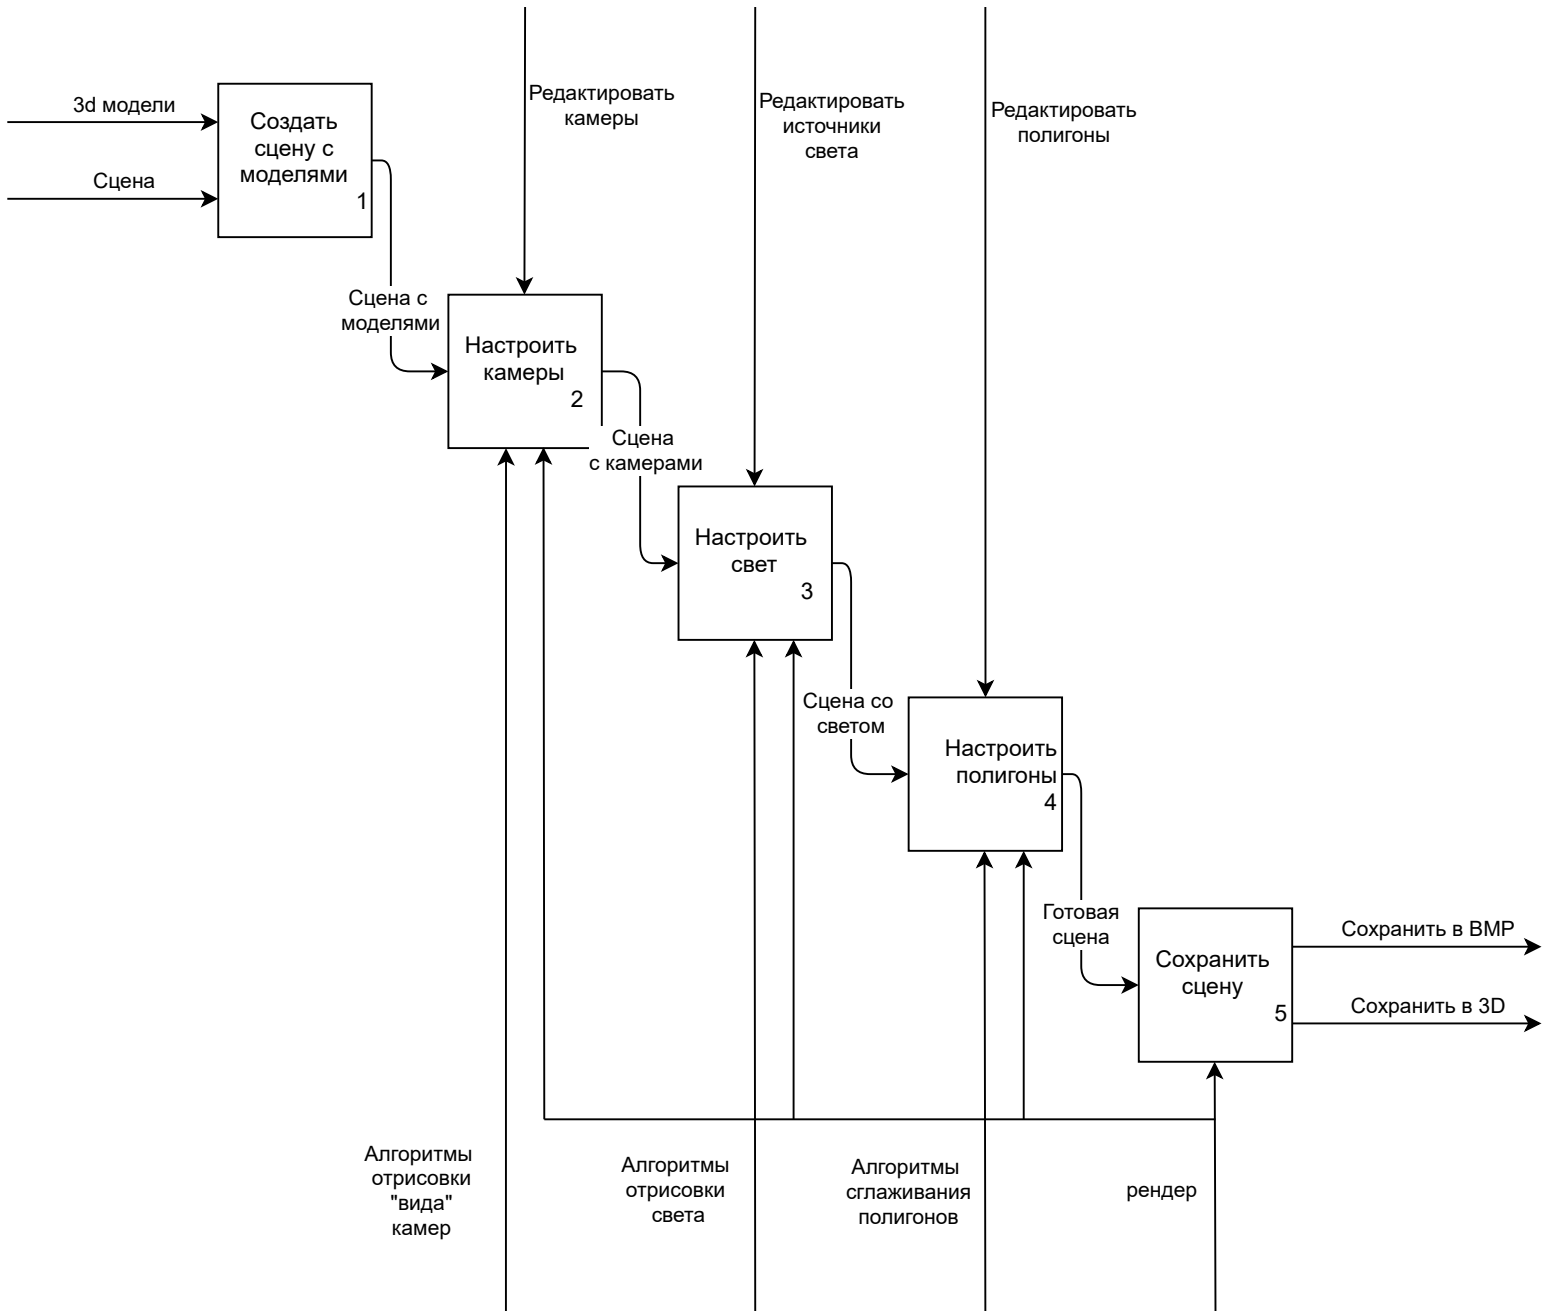 3d модели
Сцена
Создать
сцену с
моделями
1
Редактировать
камеры
Редактировать
источники
света
Редактировать
полигоны
Сцена с
моделями
Настроить
камеры
2
Сцена
с камерами
Настроить
свет
3
Сцена со
светом
Настроить
полигоны
4
Готовая
сцена
Сохранить
сцену
5
Сохранить в BMP
Сохранить в 3D
Алгоритмы
отрисовки
"вида"
камер
Алгоритмы
отрисовки
света
Алгоритмы
сглаживания
полигонов
рендер